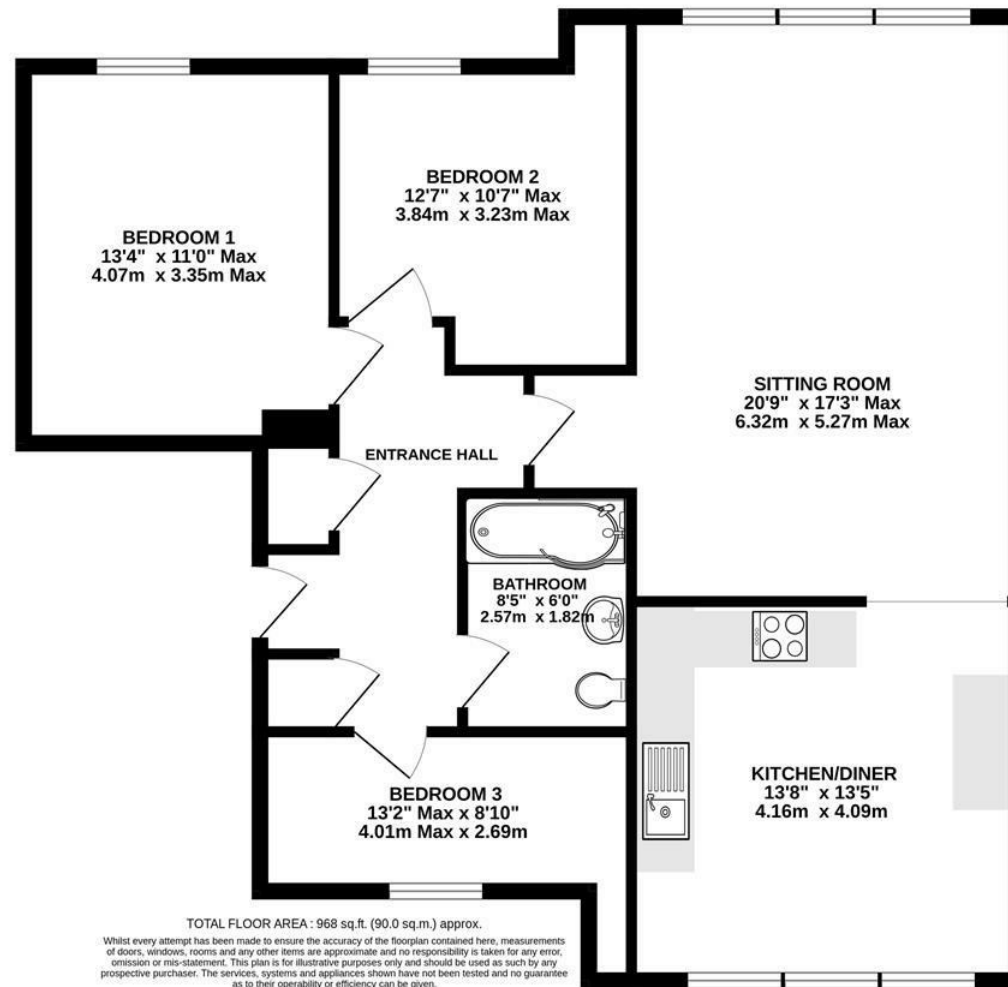 BEDROOM 1
13'4" x 11'0" Max
4.07m x 3.35m Max
BEDROOM 2
12'7" x 10'7" Max
3.84m x 3.23m Max
SITTING ROOM
20'9" x 17'3" Max
6.32m x 5.27m Max
ENTRANCE HALL
BATHROOM
8'5" x 6'0"
2.57m x 1.82m
KITCHEN/DINER
13'8" x 13'5"
4.16m x 4.09m
BEDROOM 3
13'2" Max x 8'10"
4.01m Max x 2.69m
TOTAL FLOOR AREA : 968 sq.ft. (90.0 sq.m.) approx.
Whilst every attempt has been made to ensure the accuracy of the floorplan contained here, measurements
of doors, windows, rooms and any other items are approximate and no responsibility is taken for any error,
omission or mis-statement. This plan is for illustrative purposes only and should be used as such by any
prospective purchaser. The services, systems and appliances shown have not been tested and no guarantee
as to their operability or efficiency can be given.